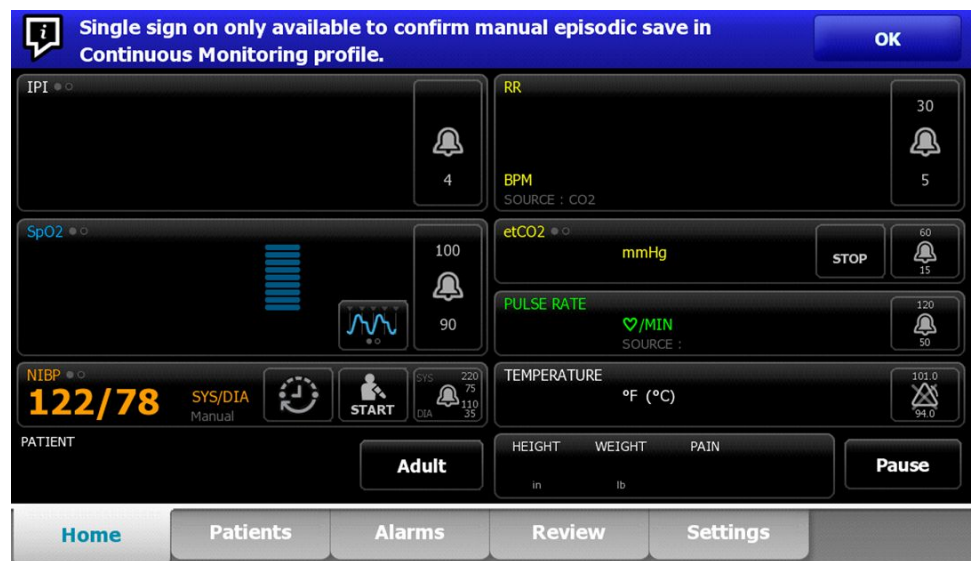 Single sign on only available to confirm manual episodic save in
Continuous Monitoring profile.
OK
IPI
4
RR
BPM
SOURCE : CO2
30
5
SpO2
100
90
etCO2
mmHg
STOP
60
15
PULSE RATE
♡/MIN
SOURCE :
120
50
NIBP
122/78
SYS/DIA
Manual
START
SYS 220
75
110
DIA 35
TEMPERATURE
°F (°C)
101.0
94.0
PATIENT
Adult
HEIGHT WEIGHT PAIN
in lb
Pause
Home Patients Alarms Review Settings